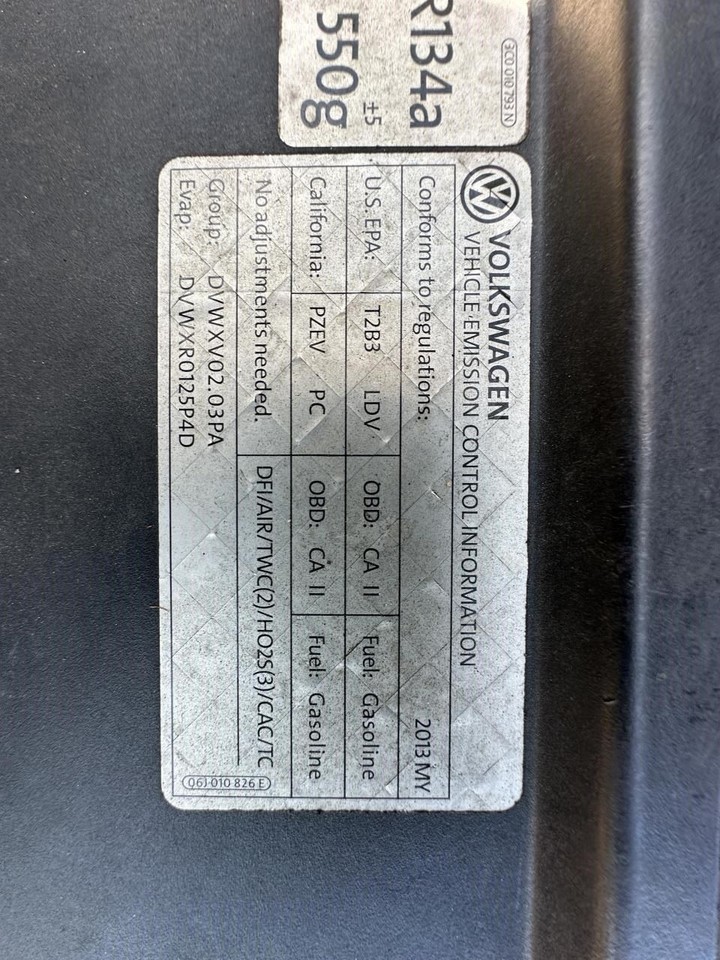 R134a
550g ±5
3C0 010 793 N
VOLKSWAGEN
VEHICLE EMISSION CONTROL INFORMATION
Conforms to regulations: 2013 MY
U.S. EPA: T2B3 LDV OBD: CA II Fuel: Gasoline
California: PZEV PC OBD: CA II Fuel: Gasoline
No adjustments needed. DFI/AIR/TWC(2)/HO2S(3)/CAC/TC
Group: DVWXV02.03PA
Evap: DVWXR0125P4D
06J 010 826 E